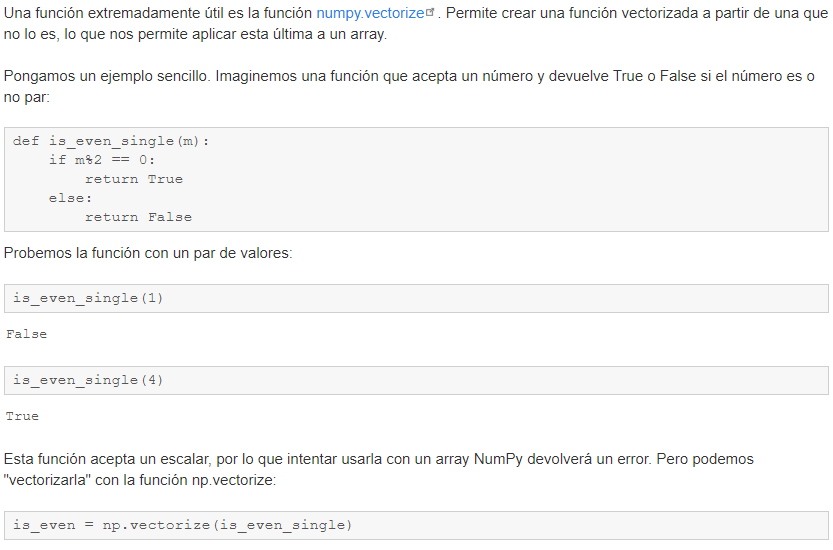 Una función extremadamente útil es la función numpy.vectorize. Permite crear una función vectorizada a partir de una que
no lo es, lo que nos permite aplicar esta última a un array.
Pongamos un ejemplo sencillo. Imaginemos una función que acepta un número y devuelve True o False si el número es o
no par:
def is_even_single(m):
    if m%2 == 0:
        return True
    else:
        return False
Probemos la función con un par de valores:
is_even_single(1)
False
is_even_single(4)
True
Esta función acepta un escalar, por lo que intentar usarla con un array NumPy devolverá un error. Pero podemos
"vectorizarla" con la función np.vectorize:
is_even = np.vectorize(is_even_single)